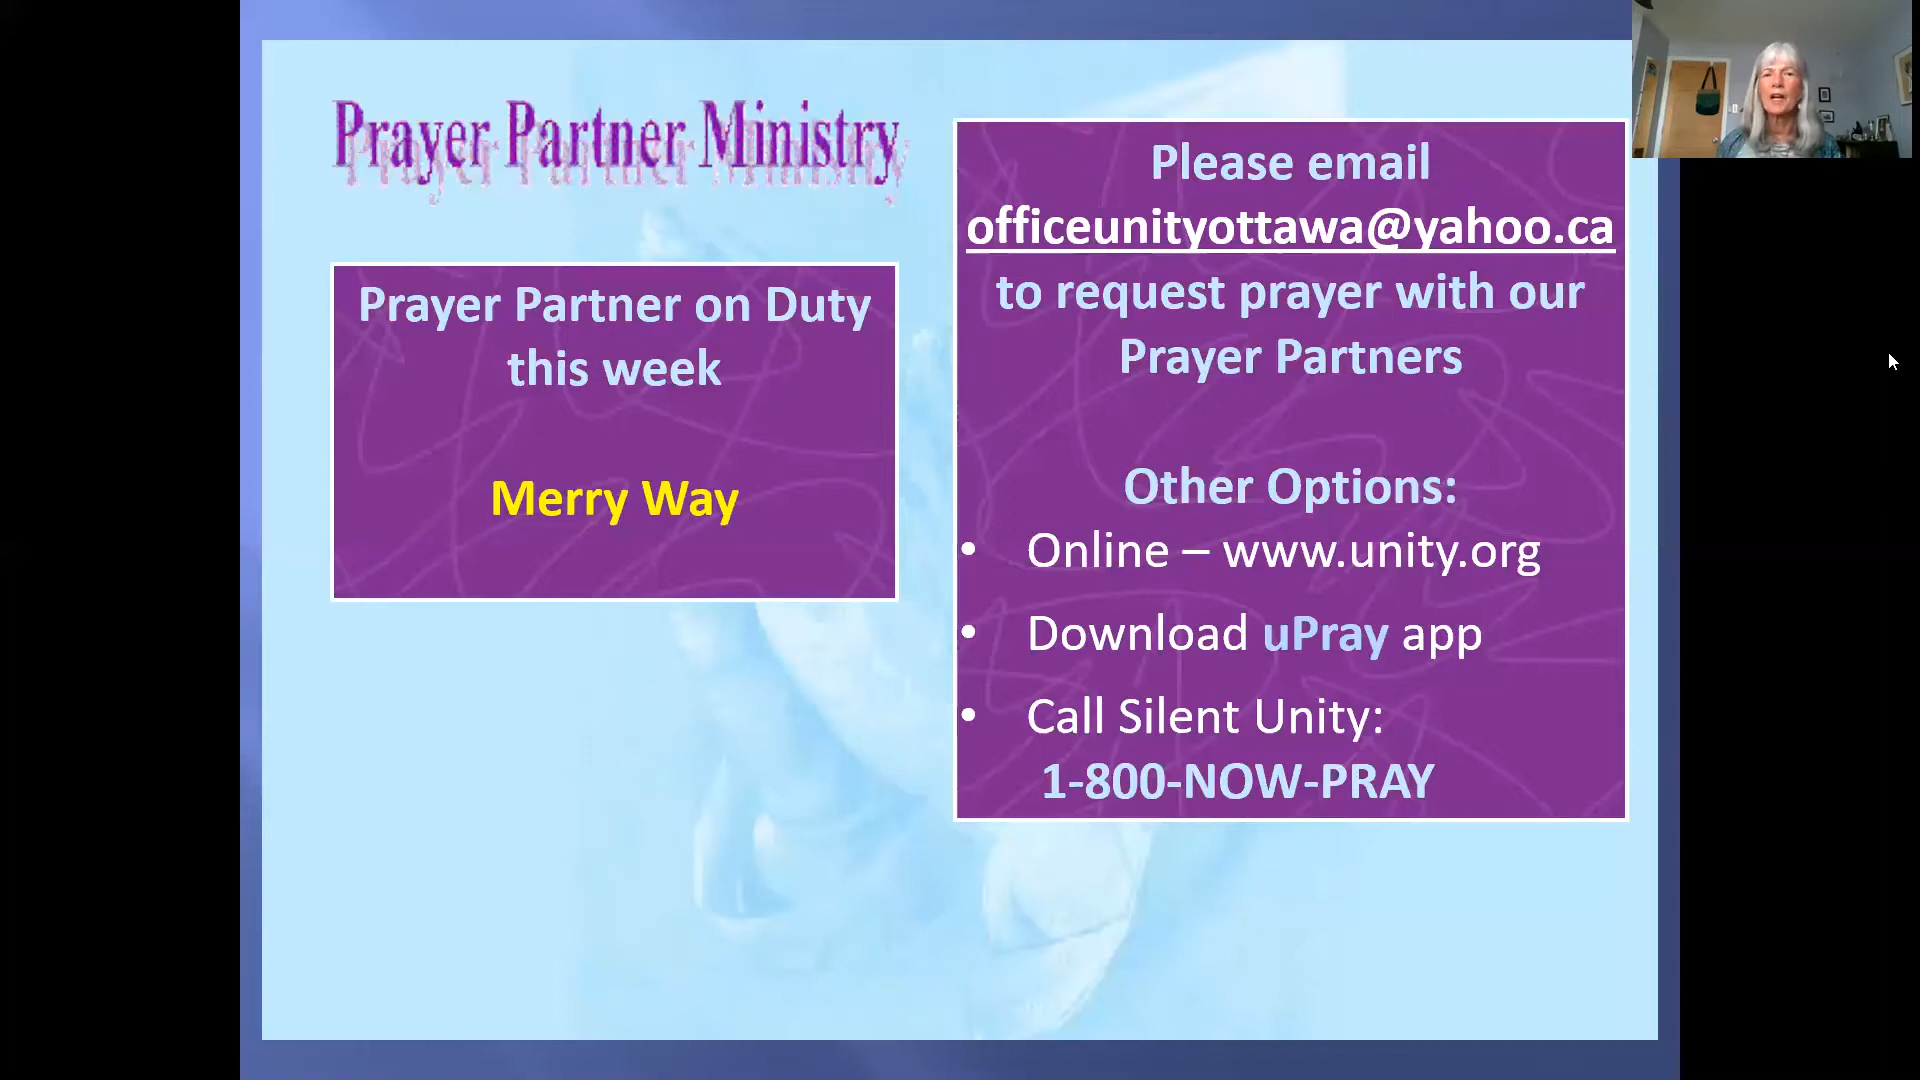 Prayer Partner Ministry
Prayer Partner on Duty
this week
Merry Way
Please email
officeunityottawa@yahoo.ca
to request prayer with our
Prayer Partners
Other Options:
• Online – www.unity.org
• Download uPray app
• Call Silent Unity:
1-800-NOW-PRAY